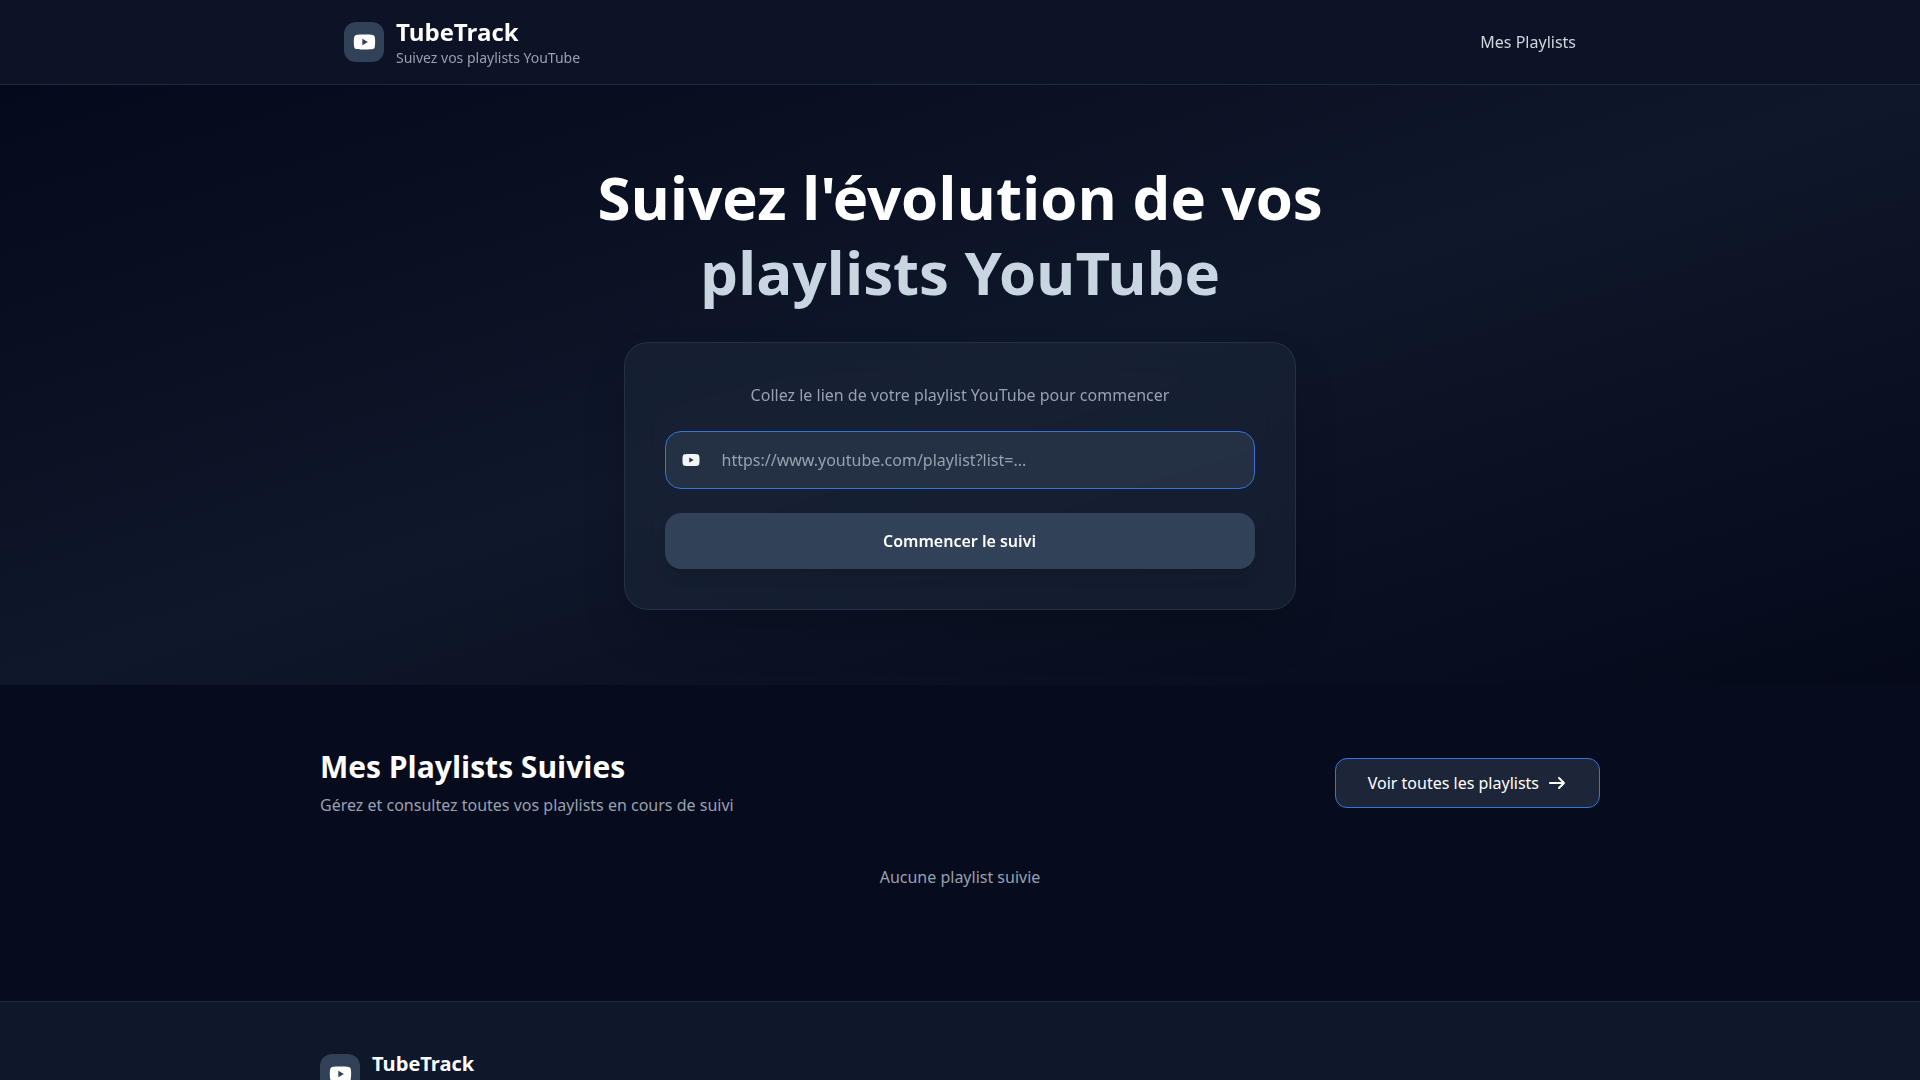 TubeTrack
Suivez vos playlists YouTube
Mes Playlists
Suivez l'évolution de vos
playlists YouTube
Collez le lien de votre playlist YouTube pour commencer
https://www.youtube.com/playlist?list=...
Commencer le suivi
Mes Playlists Suivies
Gérez et consultez toutes vos playlists en cours de suivi
Voir toutes les playlists
Aucune playlist suivie
TubeTrack